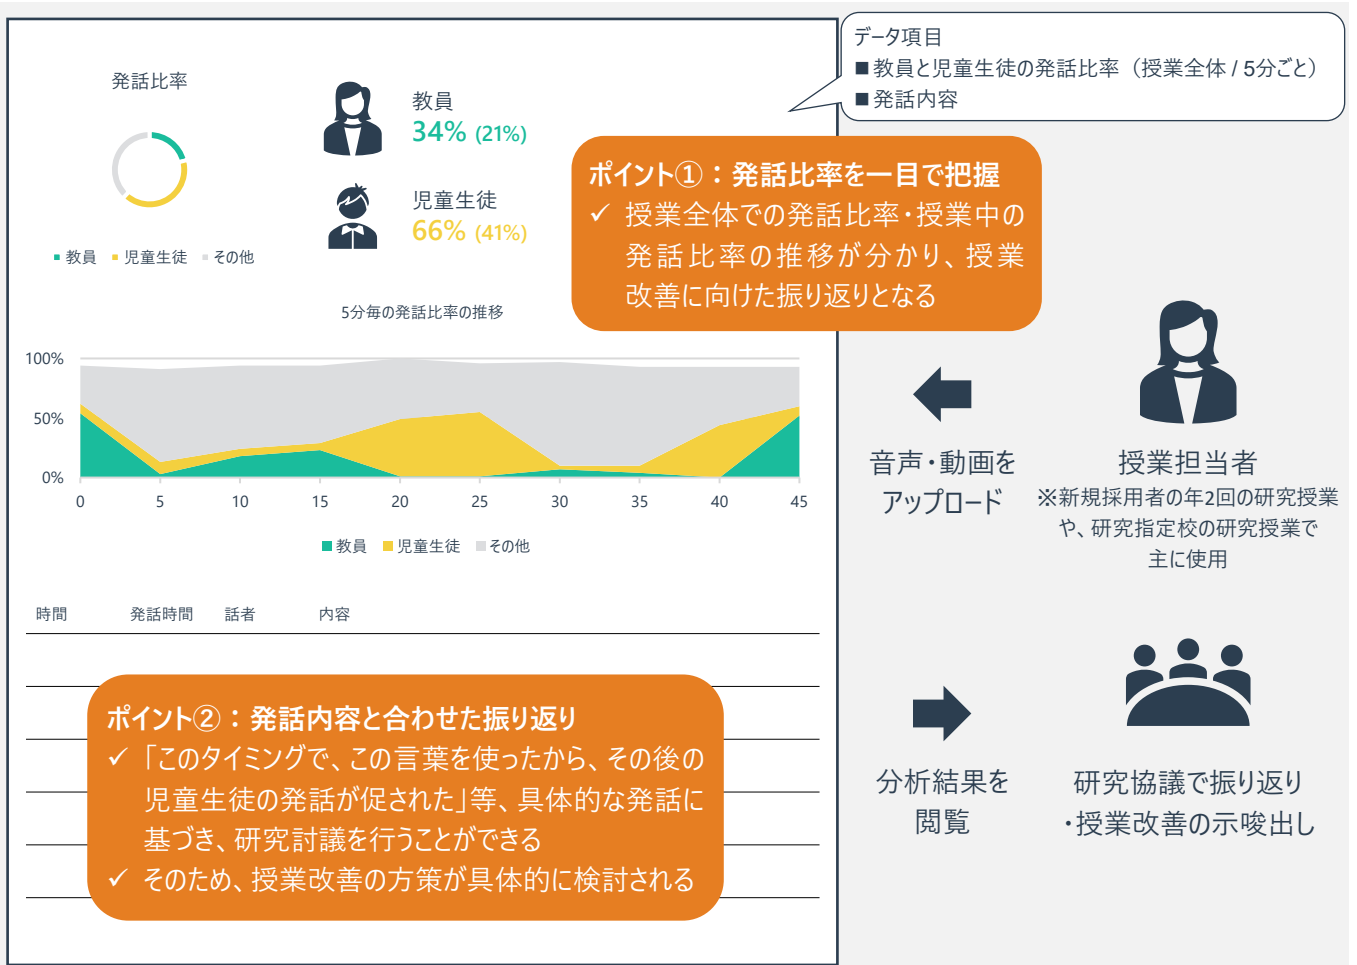 データ項目
■教員と児童生徒の発話比率（授業全体 / 5分ごと）
■発話内容
発話比率
教員
34% (21%)
児童生徒
66% (41%)
教員 児童生徒 その他
ポイント①：発話比率を一目で把握
✓ 授業全体での発話比率・授業中の
発話比率の推移が分かり、授業
改善に向けた振り返りとなる
5分毎の発話比率の推移
100%
50%
0%
0 5 10 15 20 25 30 35 40 45
教員 児童生徒 その他
音声・動画を
アップロード
授業担当者
※新規採用者の年2回の研究授業
や、研究指定校の研究授業で
主に使用
時間 発話時間 話者 内容
ポイント②：発話内容と合わせた振り返り
✓ 「このタイミングで、この言葉を使ったから、その後の
児童生徒の発話が促された」等、具体的な発話に
基づき、研究討議を行うことができる
✓ そのため、授業改善の方策が具体的に検討される
分析結果を
閲覧
研究協議で振り返り
・授業改善の示唆出し